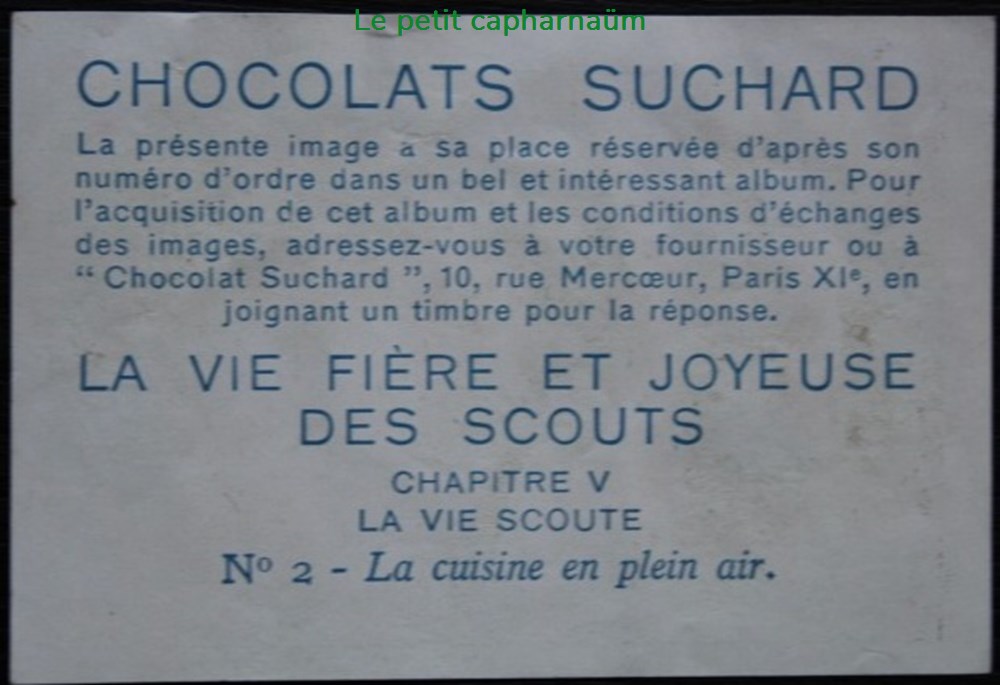 Le petit capharnaüm
CHOCOLATS SUCHARD
La présente image a sa place réservée d'après son
numéro d'ordre dans un bel et intéressant album. Pour
l'acquisition de cet album et les conditions d'échanges
des images, adressez-vous à votre fournisseur ou à
“ Chocolat Suchard ”, 10, rue Mercœur, Paris XIe, en
joignant un timbre pour la réponse.
LA VIE FIÈRE ET JOYEUSE
DES SCOUTS
CHAPITRE V
LA VIE SCOUTE
No 2 - La cuisine en plein air.